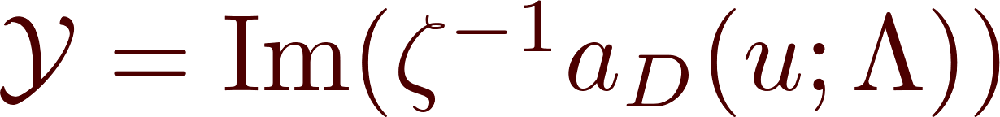 𝒴 = Im(ζ⁻¹a_D(u; Λ))